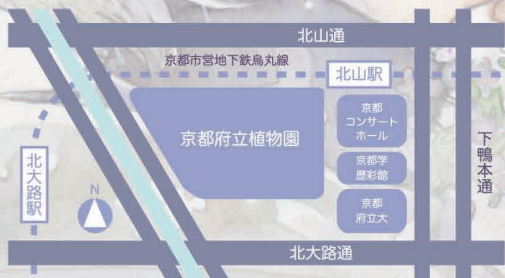 北山通
京都市営地下鉄烏丸線
北山駅
京都府立植物園
京都
コンサート
ホール
京都学
歴彩館
京都
府立大
下鴨本通
北大路駅
N
北大路通